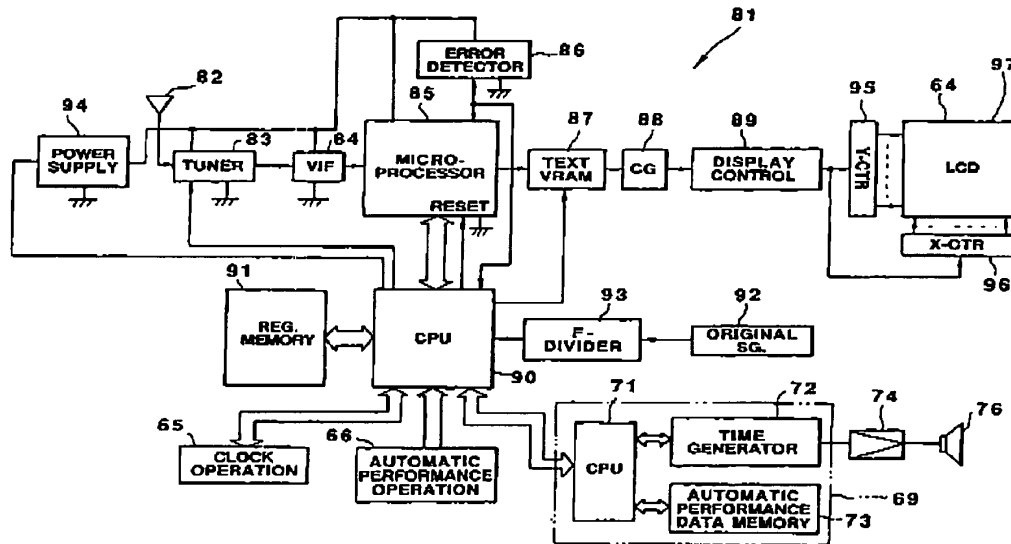 81
82
94
POWER SUPPLY
83
TUNER
84
VIF
85
MICRO-
PROCESSOR
RESET
86
ERROR
DETECTOR
87
TEXT
VRAM
88
CG
89
DISPLAY
CONTROL
95
Y-CTR
64
97
LCD
X-CTR
96
91
REG.
MEMORY
CPU
90
93
F-
DIVIDER
92
ORIGINAL
SG.
65
CLOCK
OPERATION
66
AUTOMATIC
PERFORMANCE
OPERATION
71
CPU
72
TIME
GENERATOR
74
76
AUTOMATIC
PERFORMANCE
DATA MEMORY
73
69